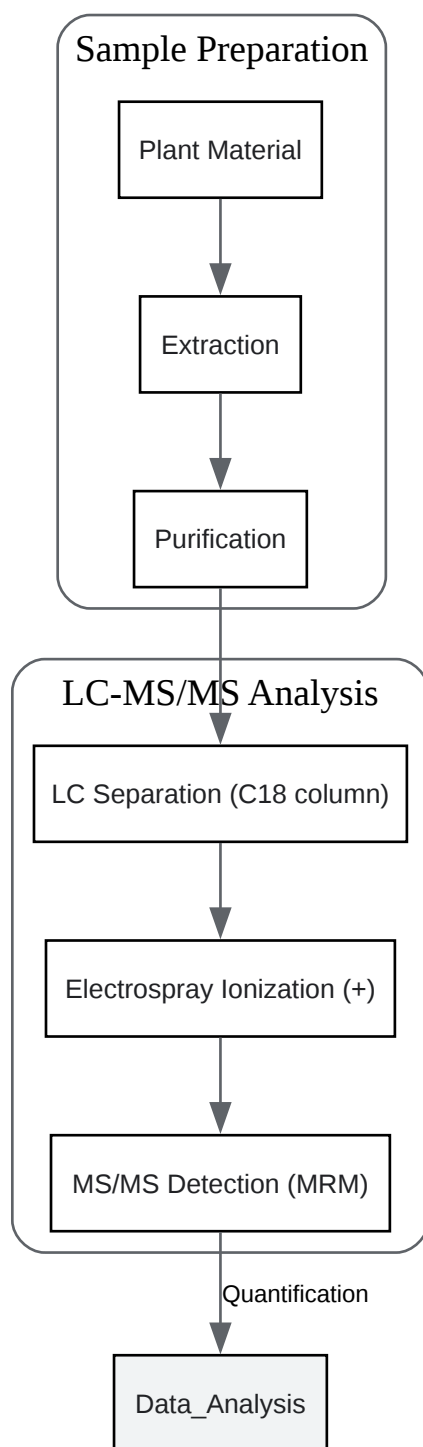 Sample Preparation
Plant Material
Extraction
Purification
LC-MS/MS Analysis
LC Separation (C18 column)
Electrospray Ionization (+)
MS/MS Detection (MRM)
Quantification
Data_Analysis